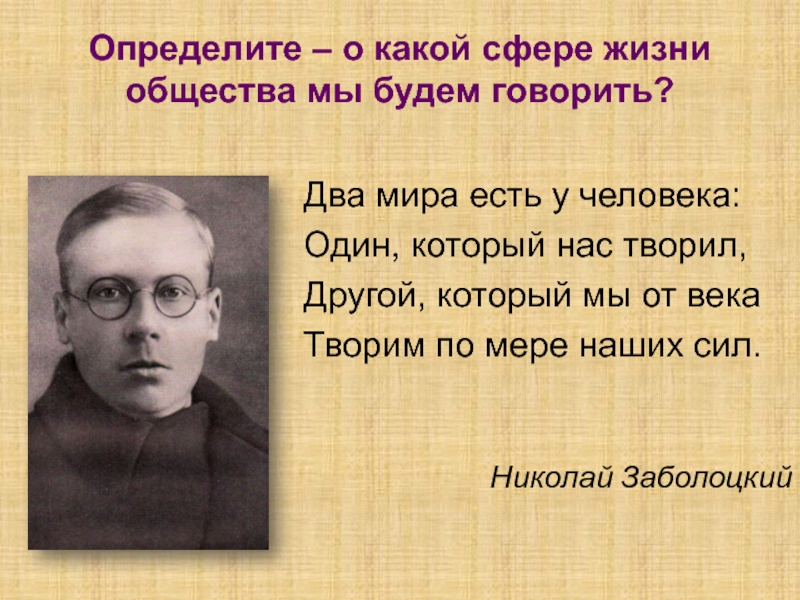 Определите – о какой сфере жизни
общества мы будем говорить?
Два мира есть у человека:
Один, который нас творил,
Другой, который мы от века
Творим по мере наших сил.
Николай Заболоцкий